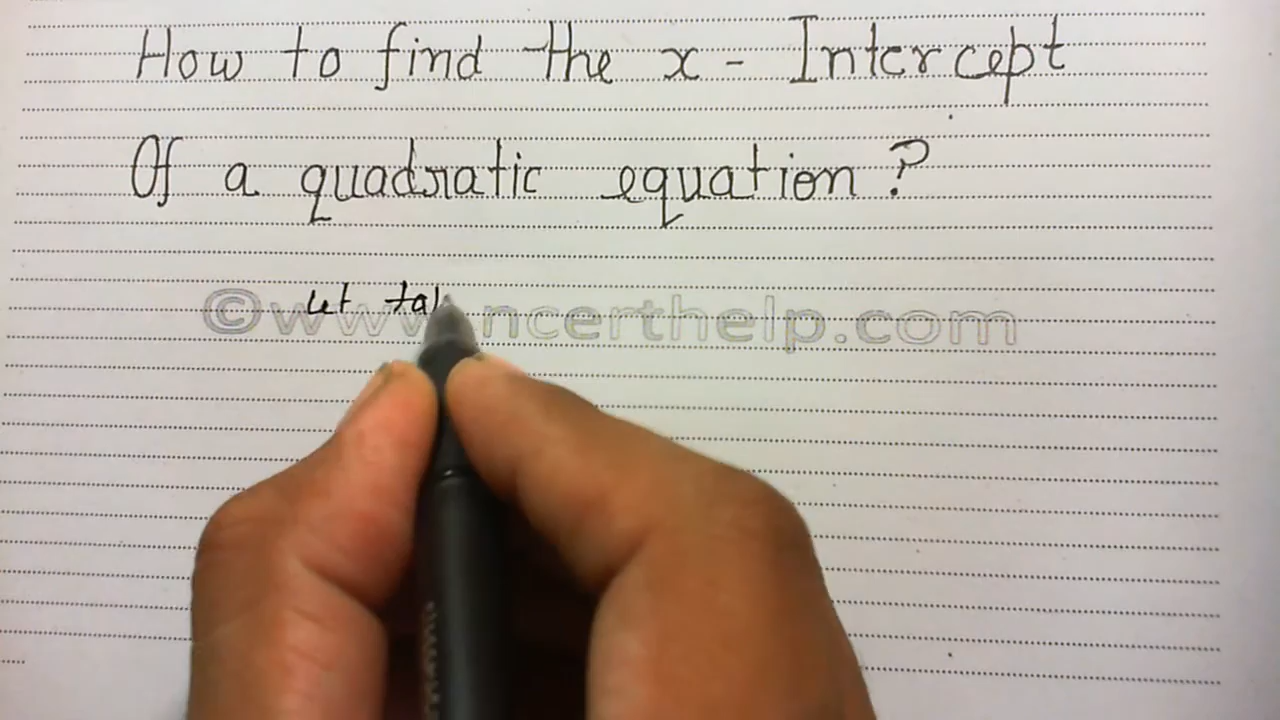 How to find the x - Intercept
Of a quadratic equation ?
let tak
©www.ncerthelp.com